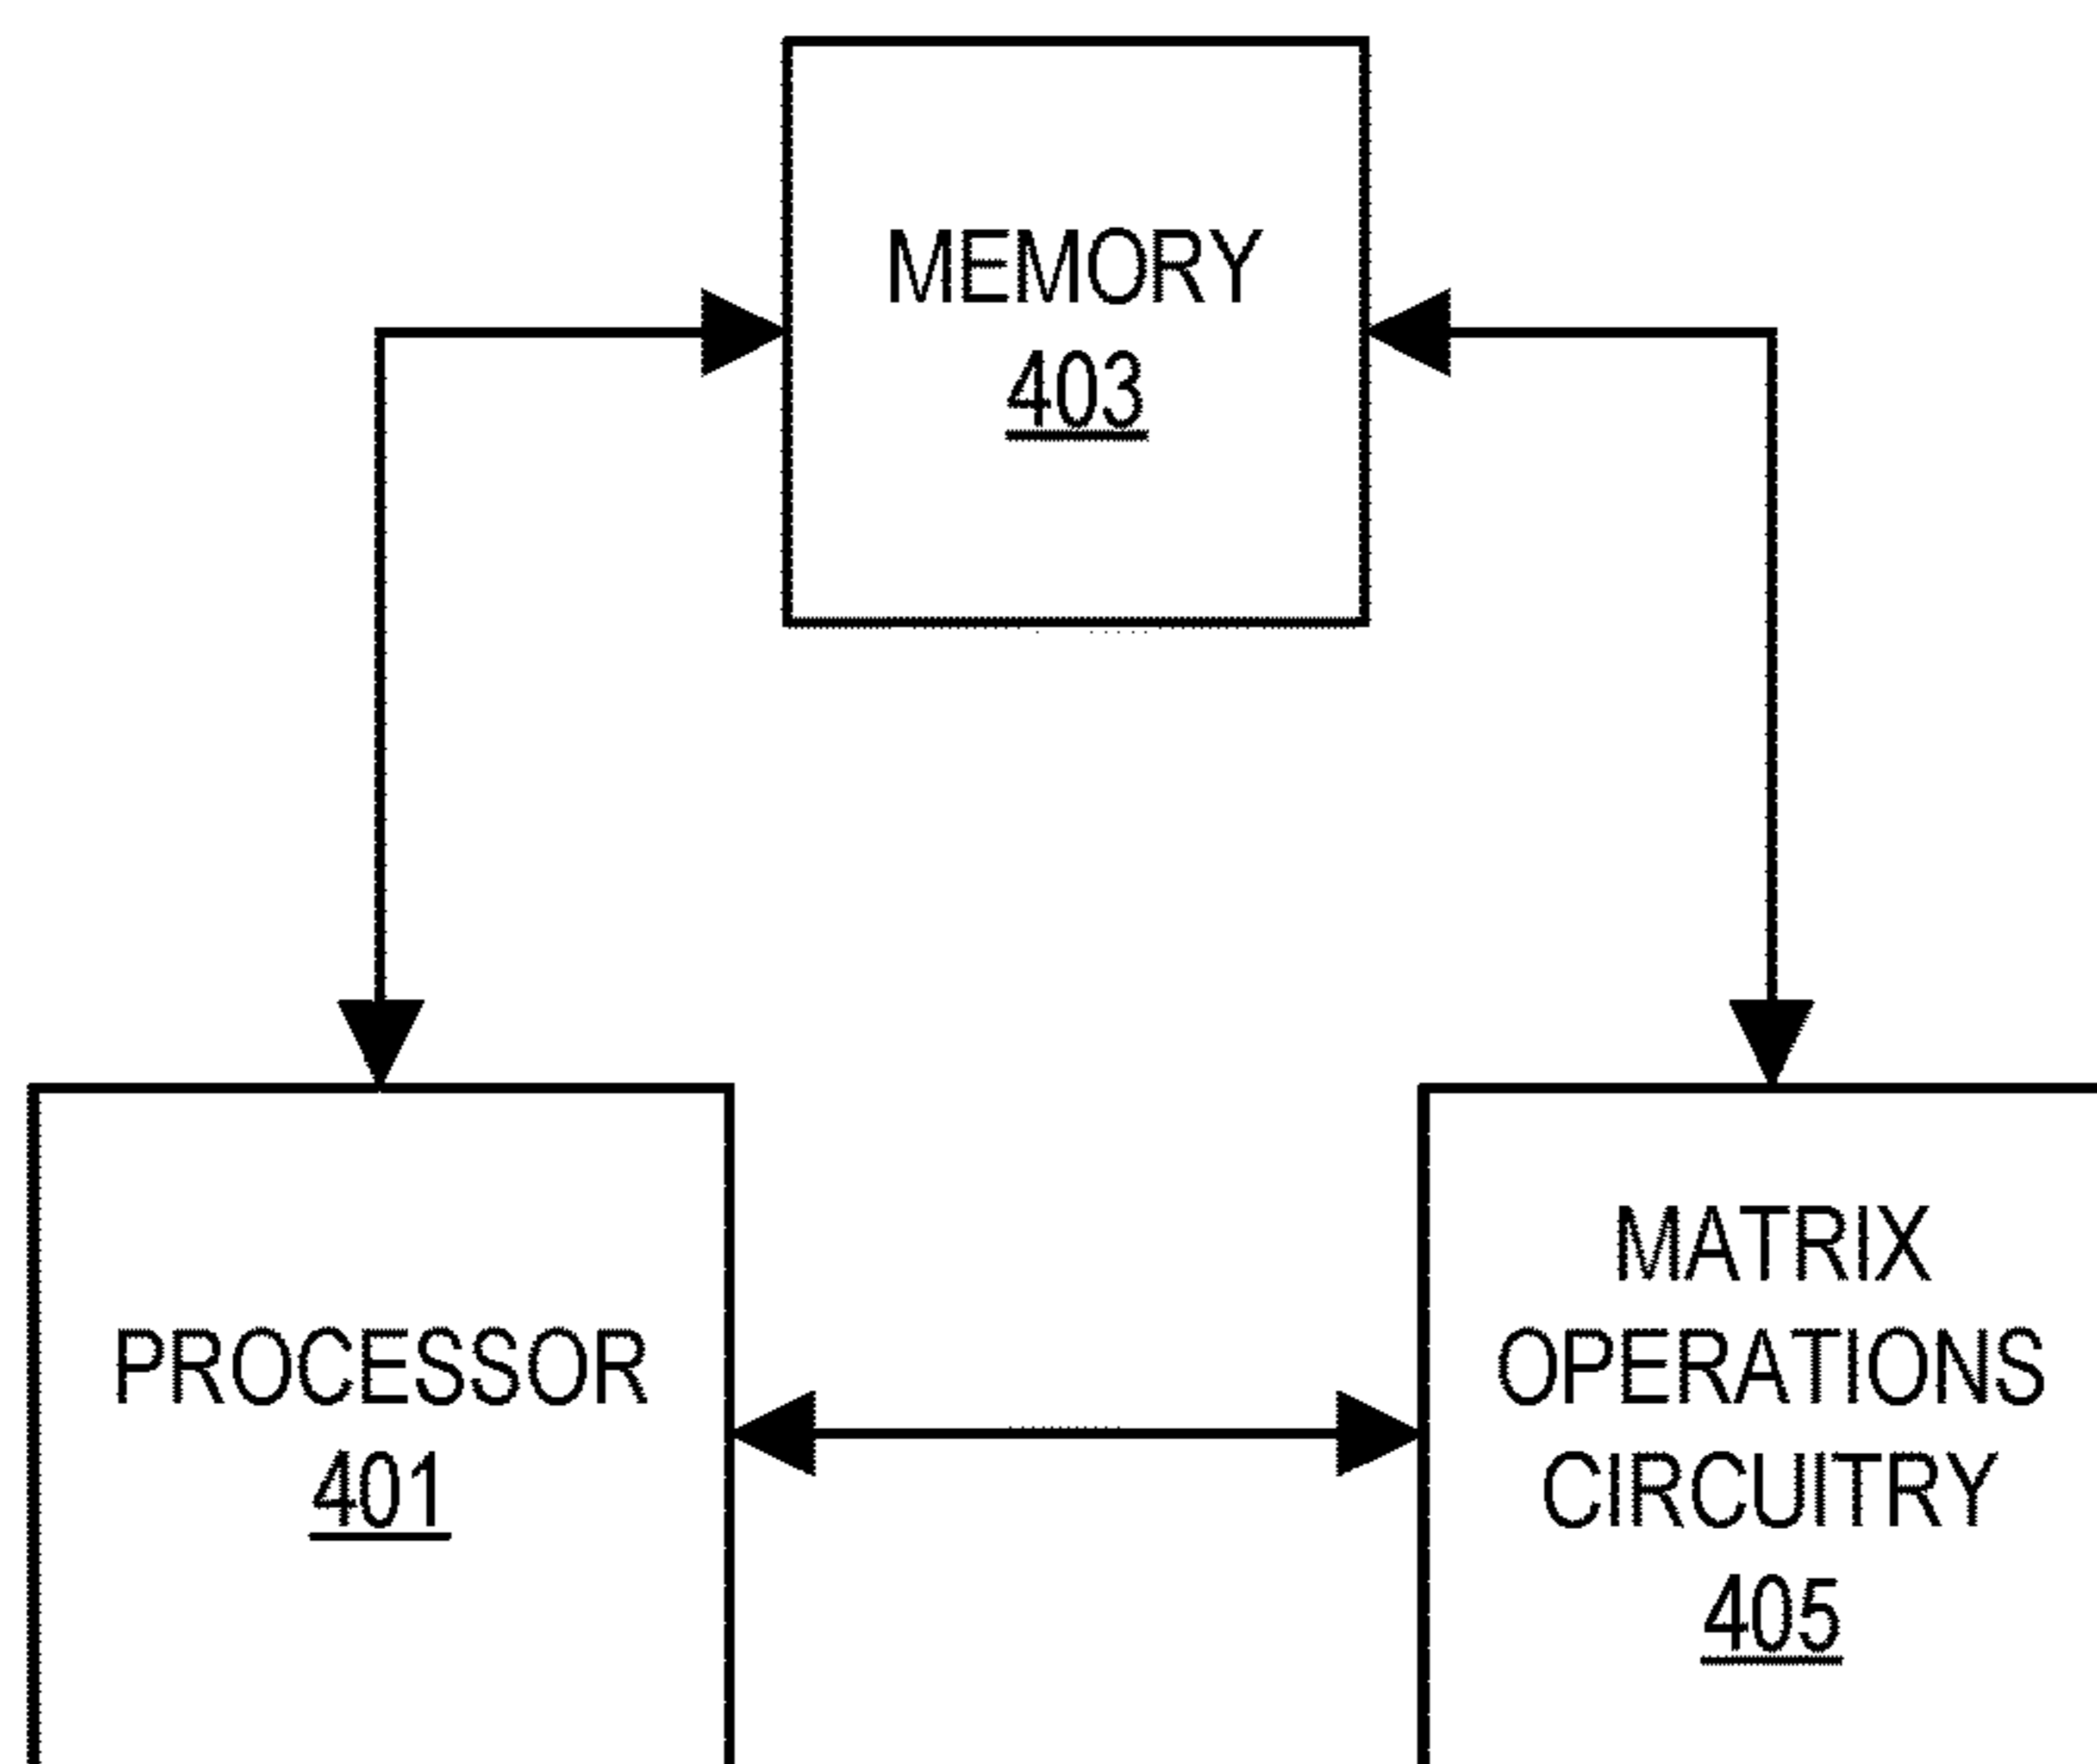 MEMORY
403
PROCESSOR
401
MATRIX
OPERATIONS
CIRCUITRY
405